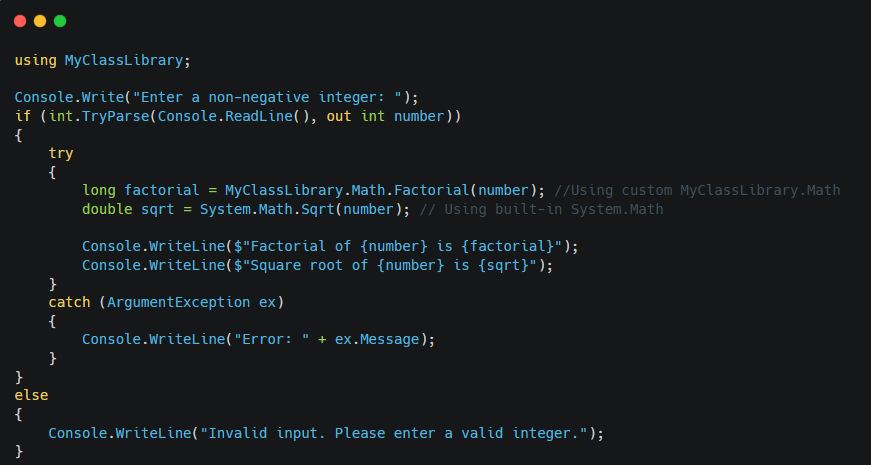 using MyClassLibrary;
Console.Write("Enter a non-negative integer: ");
if (int.TryParse(Console.ReadLine(), out int number))
{
    try
    {
        long factorial = MyClassLibrary.Math.Factorial(number); //Using custom MyClassLibrary.Math
        double sqrt = System.Math.Sqrt(number); // Using built-in System.Math
        Console.WriteLine($"Factorial of {number} is {factorial}");
        Console.WriteLine($"Square root of {number} is {sqrt}");
    }
    catch (ArgumentException ex)
    {
        Console.WriteLine("Error: " + ex.Message);
    }
}
else
{
    Console.WriteLine("Invalid input. Please enter a valid integer.");
}